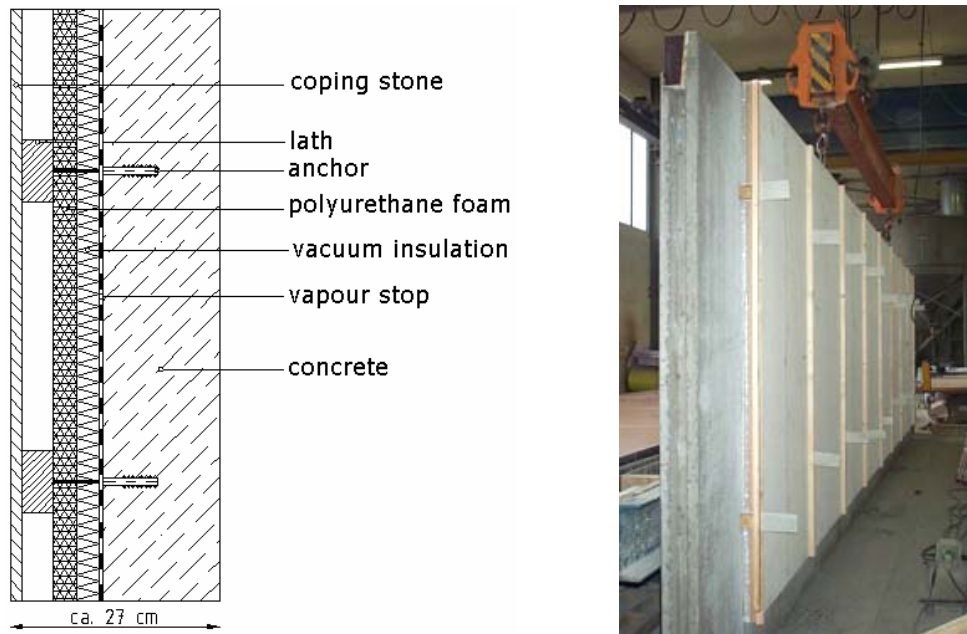 coping stone
lath
anchor
polyurethane foam
vacuum insulation
vapour stop
concrete
ca. 27 cm